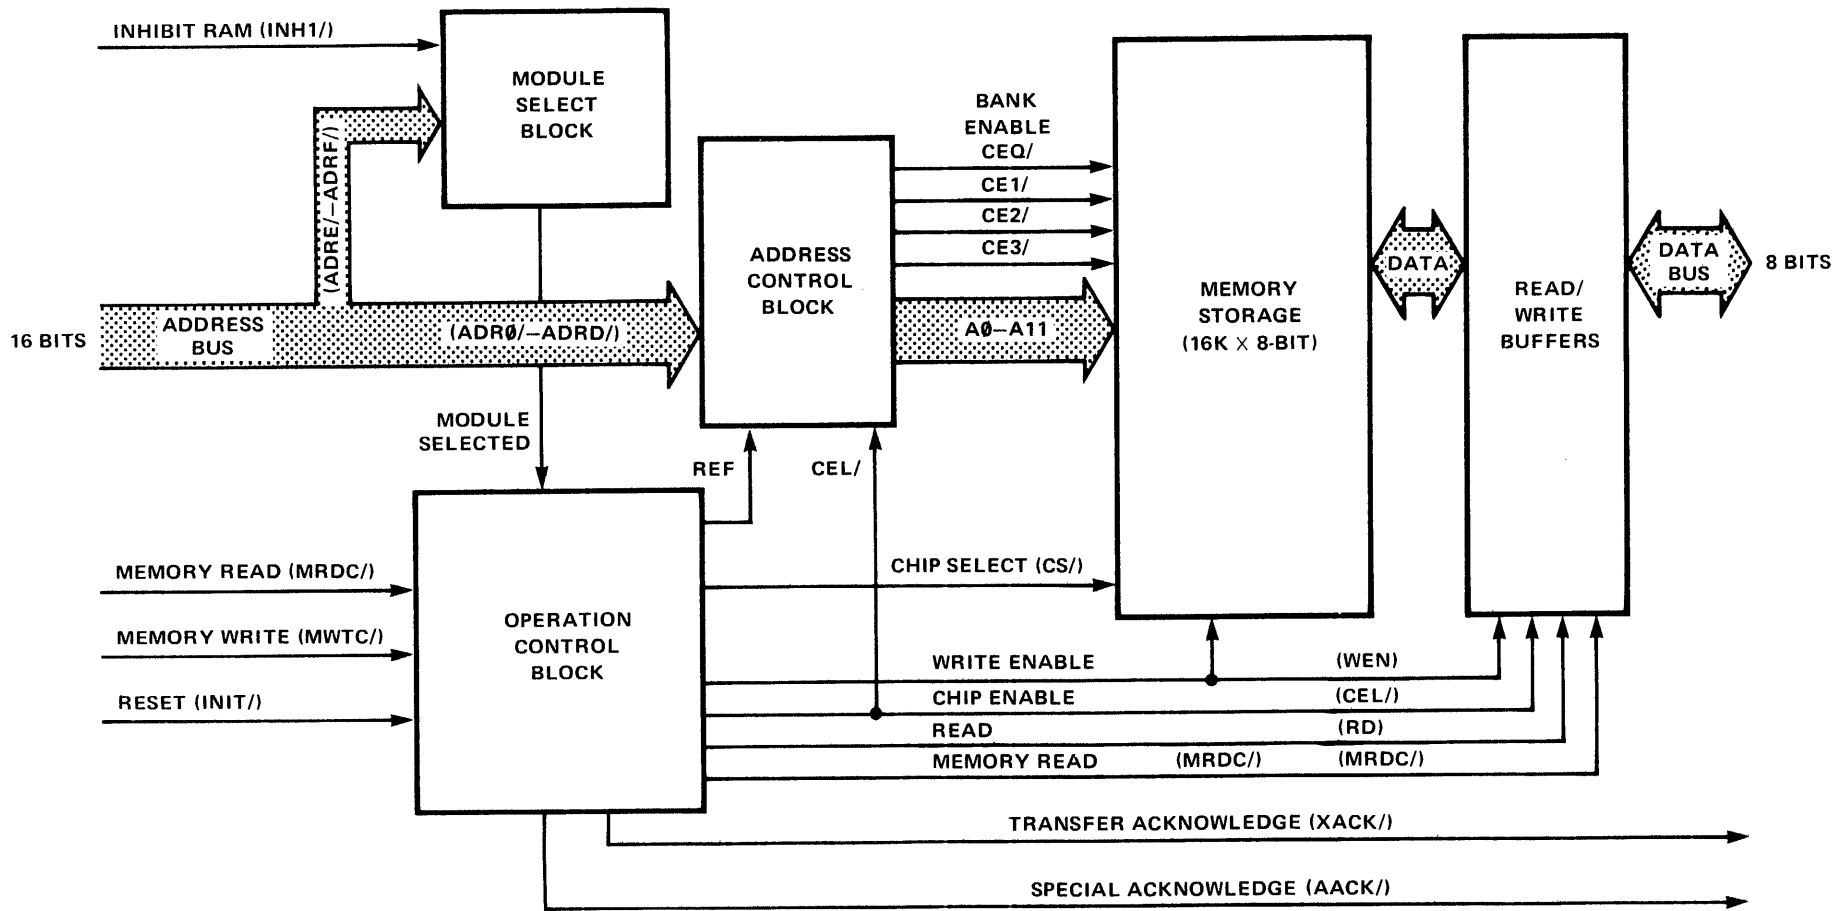 INHIBIT RAM (INH1/)
MODULE
SELECT
BLOCK
(ADRE/–ADRF/)
BANK
ENABLE
CEQ/
CE1/
CE2/
CE3/
ADDRESS
CONTROL
BLOCK
16 BITS
ADDRESS
BUS
(ADRØ/–ADRD/)
AØ–A11
MEMORY
STORAGE
(16K X 8-BIT)
DATA
READ/
WRITE
BUFFERS
DATA
BUS
8 BITS
MODULE
SELECTED
REF
CEL/
MEMORY READ (MRDC/)
MEMORY WRITE (MWTC/)
RESET (INIT/)
OPERATION
CONTROL
BLOCK
CHIP SELECT (CS/)
WRITE ENABLE (WEN)
CHIP ENABLE (CEL/)
READ (RD)
MEMORY READ (MRDC/) (MRDC/)
TRANSFER ACKNOWLEDGE (XACK/)
SPECIAL ACKNOWLEDGE (AACK/)